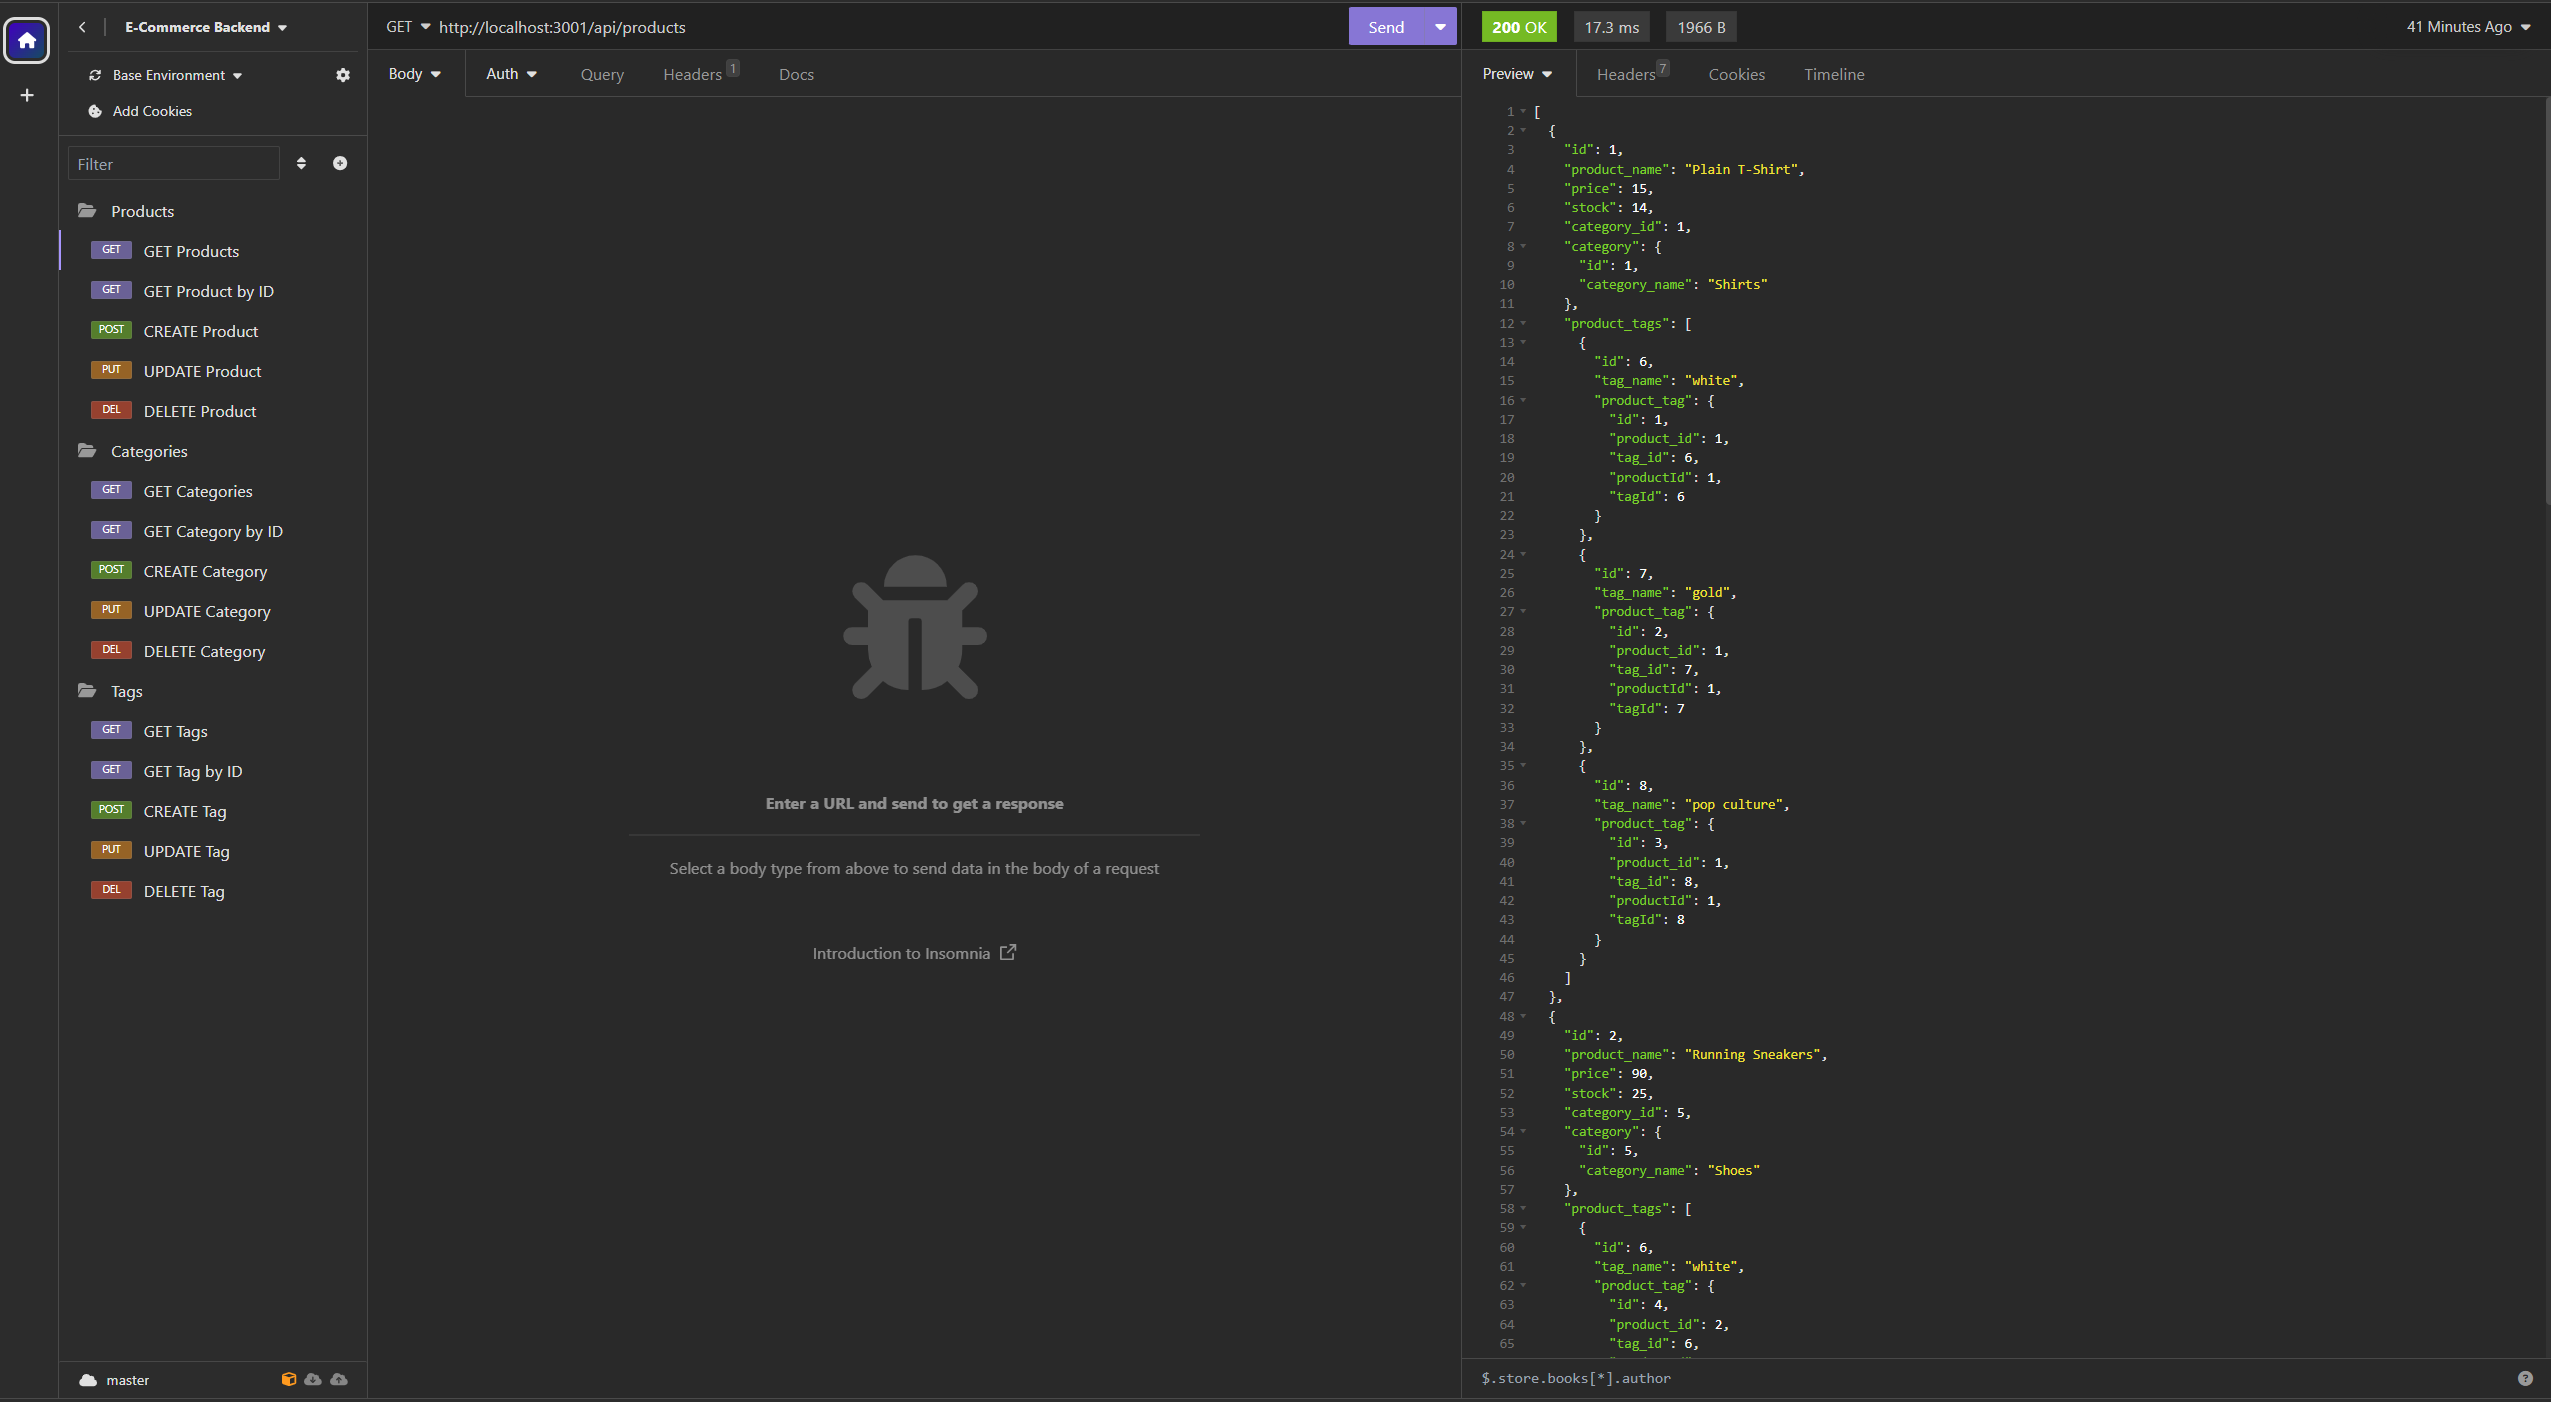 E-Commerce Backend
Base Environment
Add Cookies
Filter
Products
GET GET Products
GET GET Product by ID
POST CREATE Product
PUT UPDATE Product
DEL DELETE Product
Categories
GET GET Categories
GET GET Category by ID
POST CREATE Category
PUT UPDATE Category
DEL DELETE Category
Tags
GET GET Tags
GET GET Tag by ID
POST CREATE Tag
PUT UPDATE Tag
DEL DELETE Tag
master
GET http://localhost:3001/api/products Send
Body Auth Query Headers 1 Docs
Enter a URL and send to get a response
Select a body type from above to send data in the body of a request
Introduction to Insomnia
200 OK 17.3 ms 1966 B 41 Minutes Ago
Preview Headers 7 Cookies Timeline
1 [
2 {
3 "id": 1,
4 "product_name": "Plain T-Shirt",
5 "price": 15,
6 "stock": 14,
7 "category_id": 1,
8 "category": {
9 "id": 1,
10 "category_name": "Shirts"
11 },
12 "product_tags": [
13 {
14 "id": 6,
15 "tag_name": "white",
16 "product_tag": {
17 "id": 1,
18 "product_id": 1,
19 "tag_id": 6,
20 "productId": 1,
21 "tagId": 6
22 }
23 },
24 {
25 "id": 7,
26 "tag_name": "gold",
27 "product_tag": {
28 "id": 2,
29 "product_id": 1,
30 "tag_id": 7,
31 "productId": 1,
32 "tagId": 7
33 }
34 },
35 {
36 "id": 8,
37 "tag_name": "pop culture",
38 "product_tag": {
39 "id": 3,
40 "product_id": 1,
41 "tag_id": 8,
42 "productId": 1,
43 "tagId": 8
44 }
45 }
46 ]
47 },
48 {
49 "id": 2,
50 "product_name": "Running Sneakers",
51 "price": 90,
52 "stock": 25,
53 "category_id": 5,
54 "category": {
55 "id": 5,
56 "category_name": "Shoes"
57 },
58 "product_tags": [
59 {
60 "id": 6,
61 "tag_name": "white",
62 "product_tag": {
63 "id": 4,
64 "product_id": 2,
65 "tag_id": 6,
$.store.books[*].author